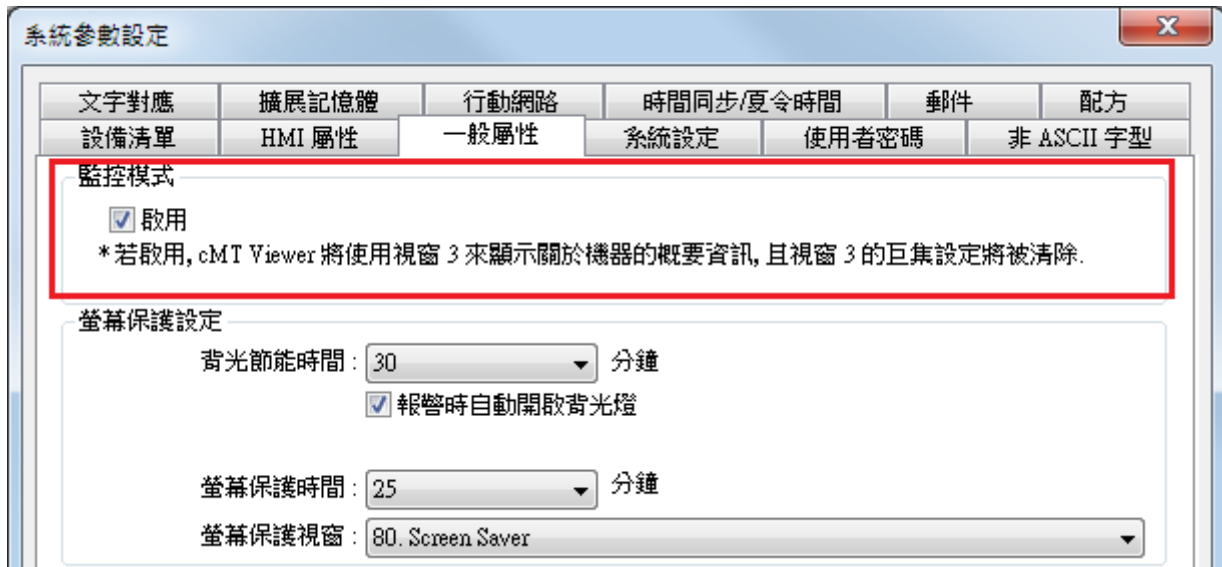 系統參數設定
文字對應 擴展記憶體 行動網路 時間同步/夏令時間 郵件 配方
設備清單 HMI 屬性 一般屬性 系統設定 使用者密碼 非 ASCII 字型
監控模式
啟用
*若啟用, cMT Viewer 將使用視窗 3 來顯示關於機器的概要資訊, 且視窗 3 的巨集設定將被清除.
螢幕保護設定
背光節能時間 : 30 分鐘
報警時自動開啟背光燈
螢幕保護時間 : 25 分鐘
螢幕保護視窗 : 80. Screen Saver